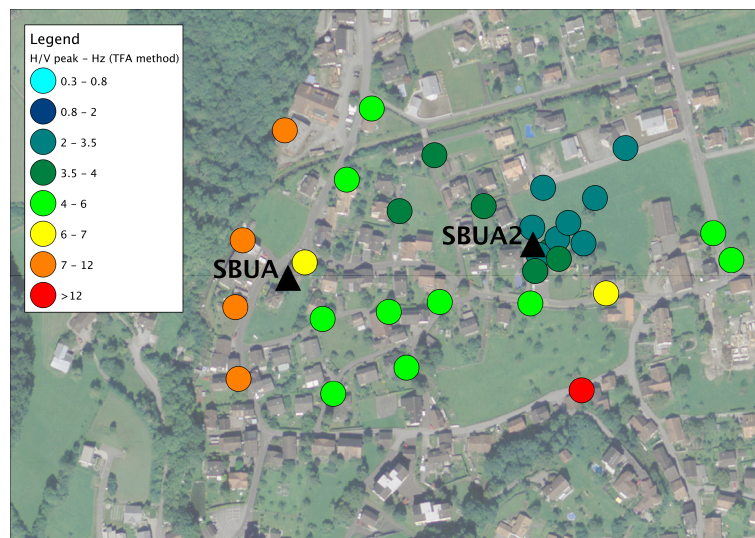 Legend
H/V peak – Hz (TFA method)
0.3 – 0.8
0.8 – 2
2 – 3.5
3.5 – 4
4 – 6
6 – 7
7 – 12
>12
SBUA2
SBUA